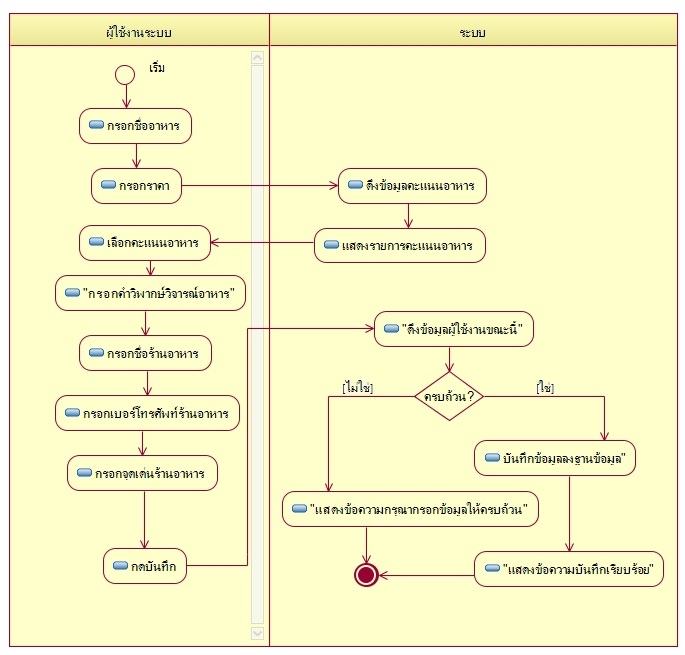 ผู้ใช้งานระบบ
ระบบ
เริ่ม
กรอกชื่ออาหาร
กรอกราคา
ดึงข้อมูลคะแนนอาหาร
แสดงรายการคะแนนอาหาร
เลือกคะแนนอาหาร
"กรอกคำวิพากษ์วิจารณ์อาหาร"
กรอกชื่อร้านอาหาร
กรอกเบอร์โทรศัพท์ร้านอาหาร
กรอกจุดเด่นร้านอาหาร
กดบันทึก
"ดึงข้อมูลผู้ใช้งานขณะนี้"
ครบถ้วน?
[ไม่ใช่]
[ใช่]
บันทึกข้อมูลลงฐานข้อมูล"
"แสดงข้อความกรุณากรอกข้อมูลให้ครบถ้วน"
"แสดงข้อความบันทึกเรียบร้อย"